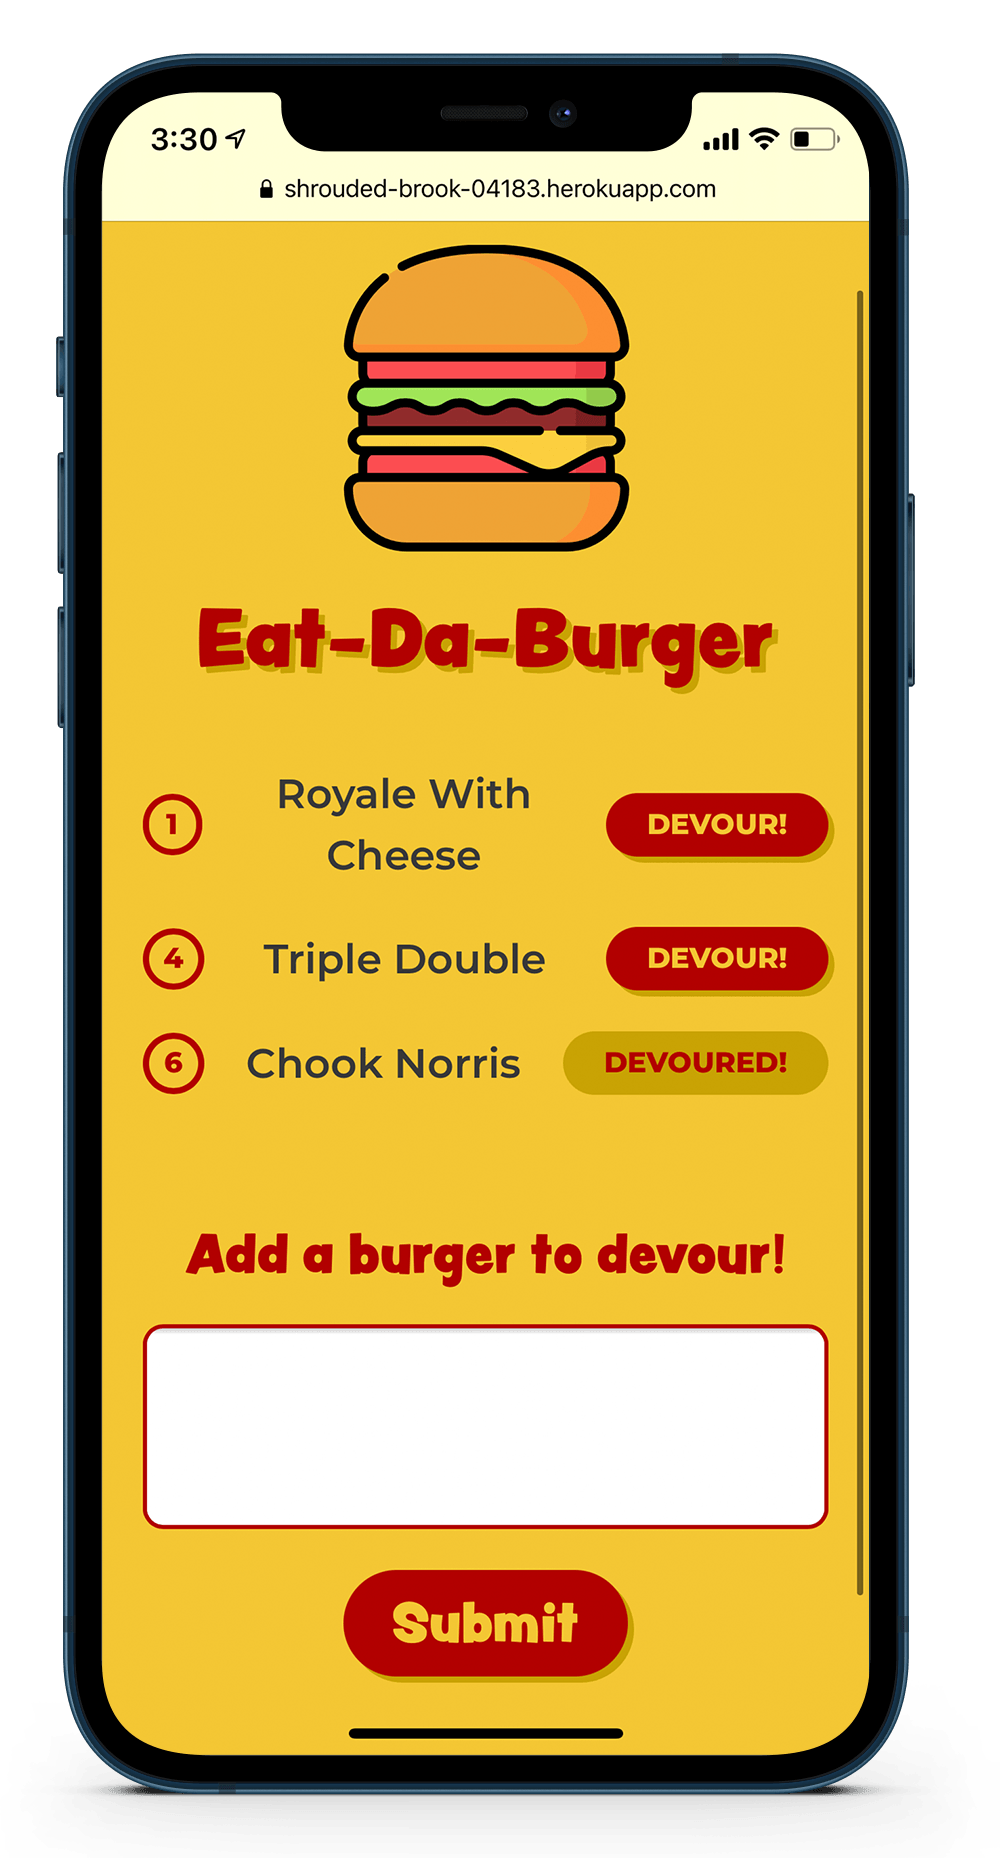 3:30
shrouded-brook-04183.herokuapp.com
Eat-Da-Burger
1 Royale With Cheese DEVOUR!
4 Triple Double DEVOUR!
6 Chook Norris DEVOURED!
Add a burger to devour!
Submit